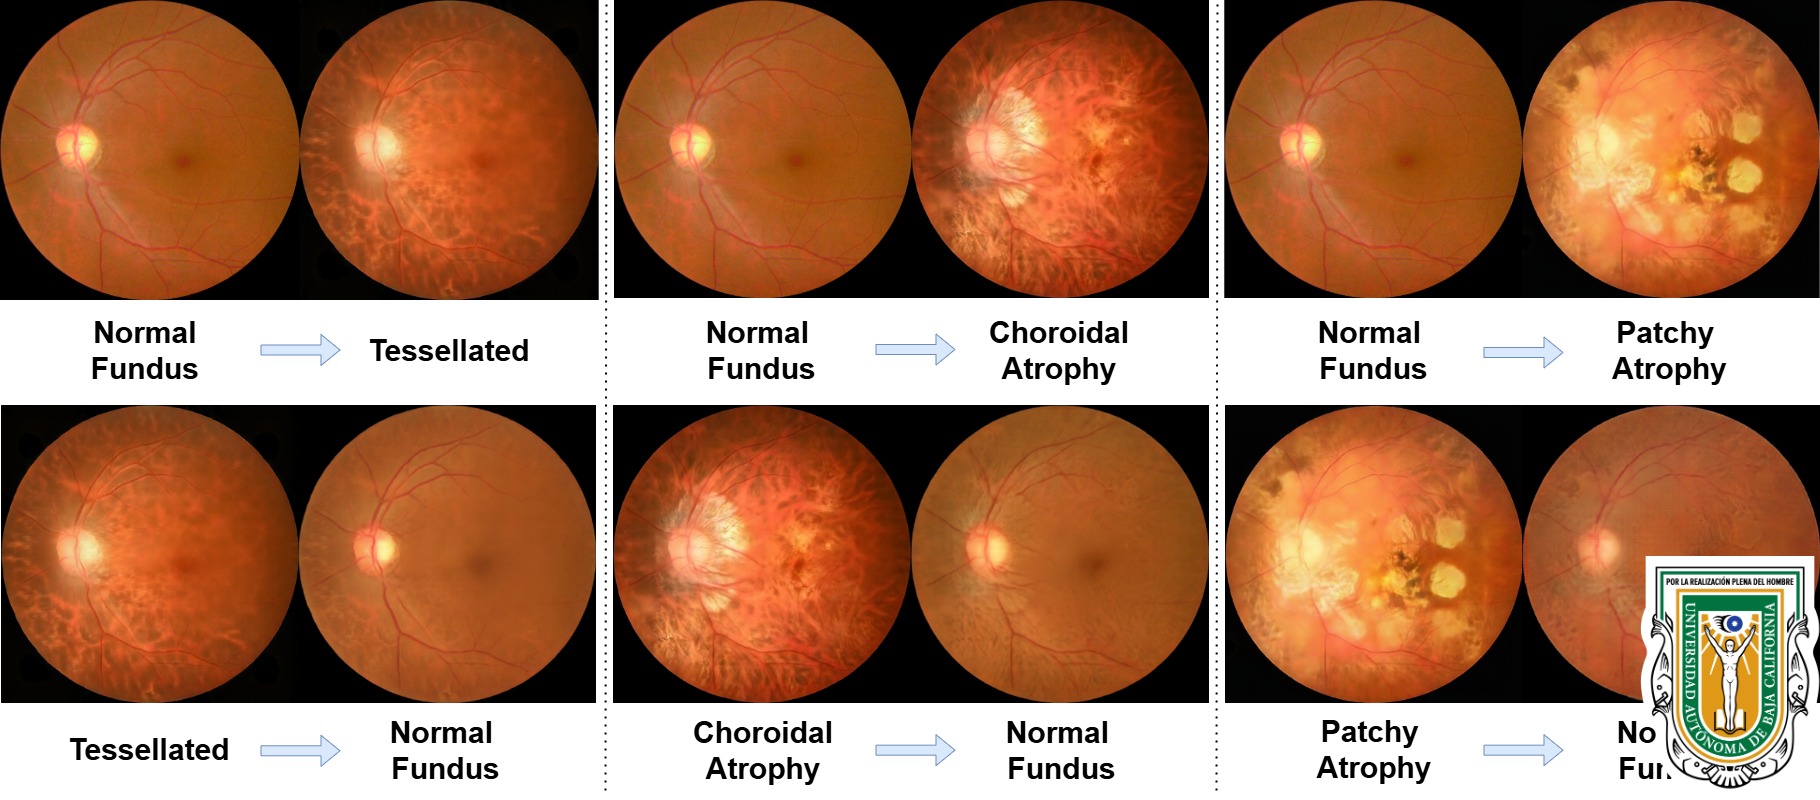 Normal
Fundus
Tessellated
Normal
Fundus
Choroidal
Atrophy
Normal
Fundus
Patchy
Atrophy
Tessellated
Normal
Fundus
Choroidal
Atrophy
Normal
Fundus
Patchy
Atrophy
No
Fun
POR LA REALIZACIÓN PLENA DEL HOMBRE
UNIVERSIDAD AUTÓNOMA DE BAJA CALIFORNIA